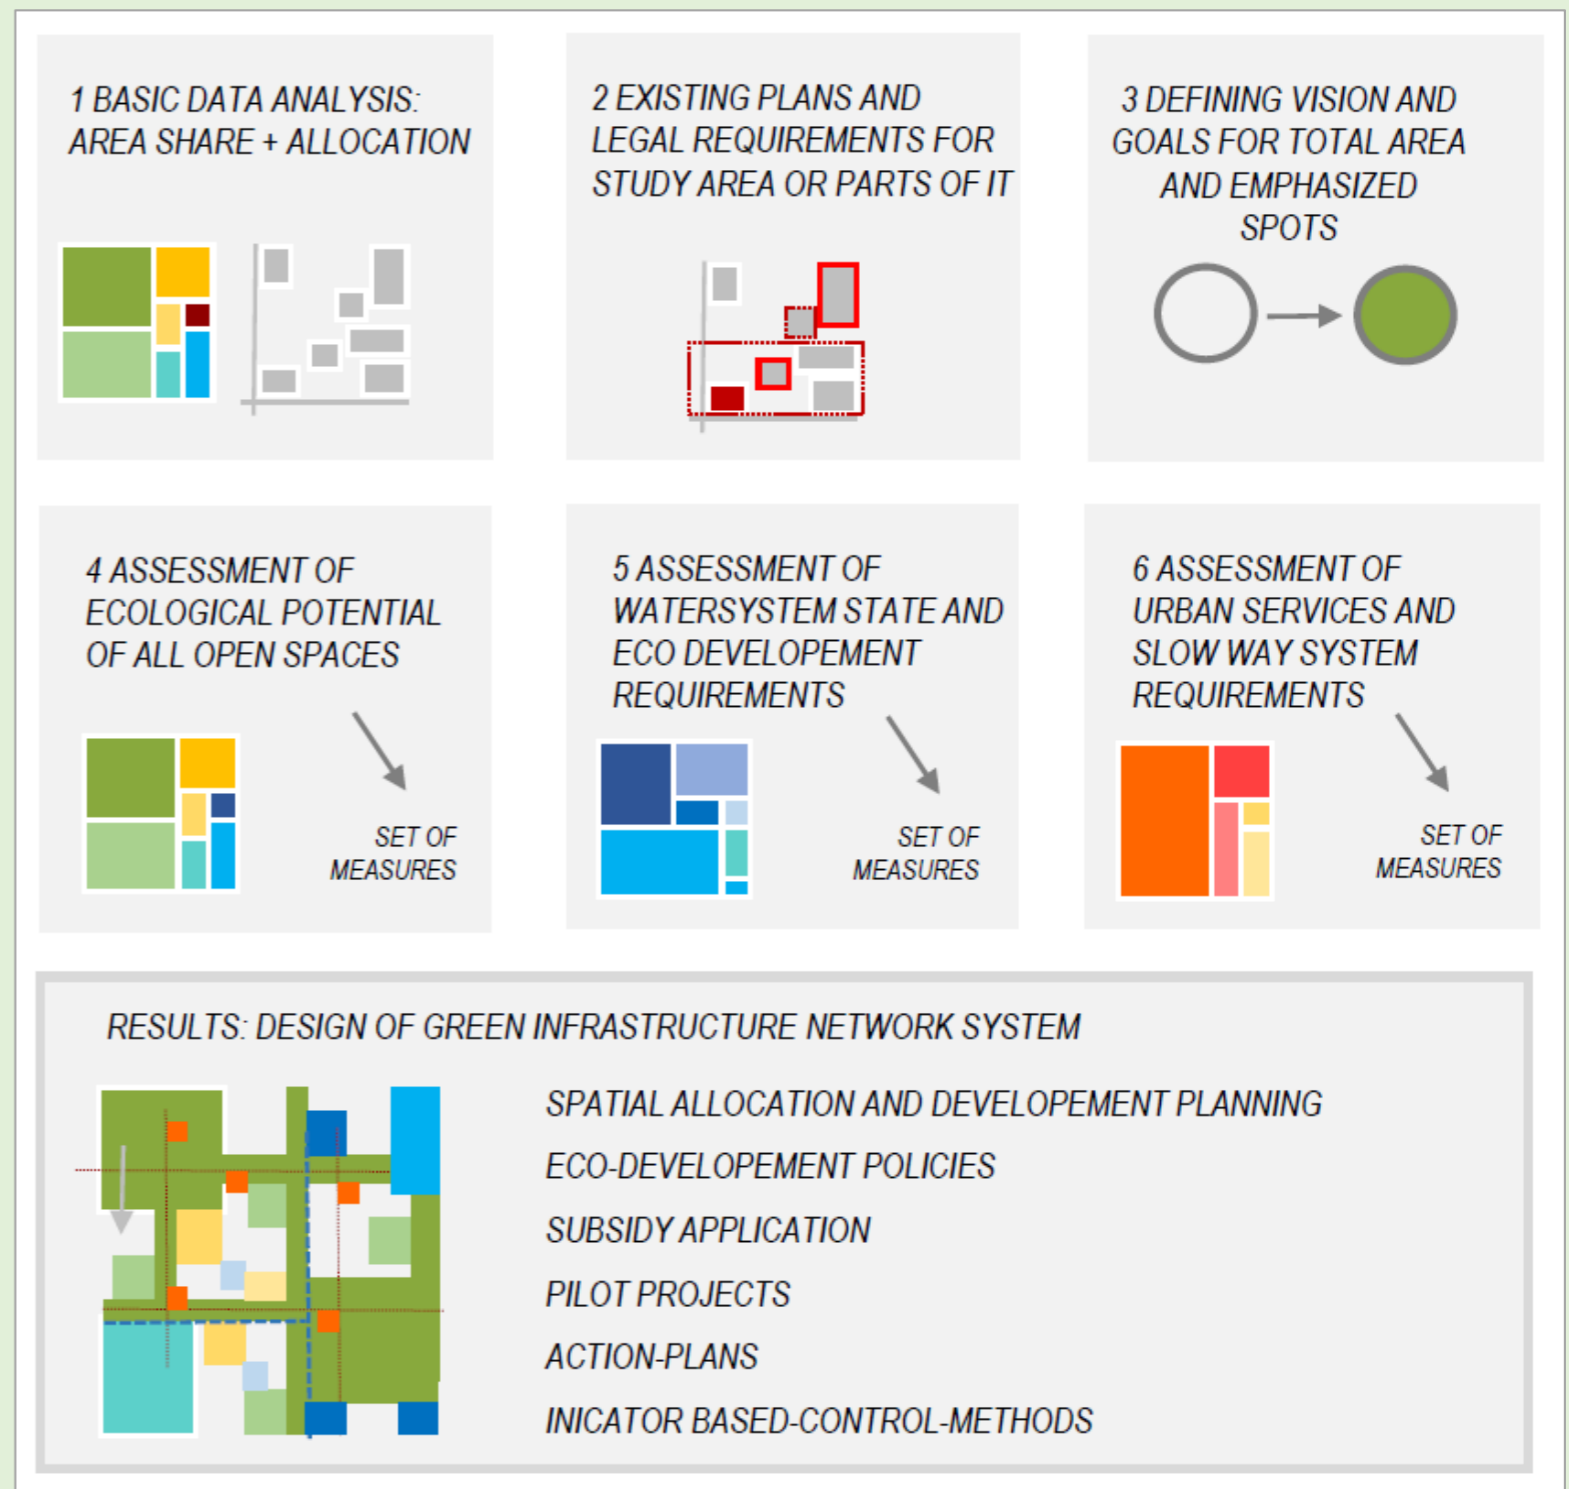 1 BASIC DATA ANALYSIS:
AREA SHARE + ALLOCATION
2 EXISTING PLANS AND
LEGAL REQUIREMENTS FOR
STUDY AREA OR PARTS OF IT
3 DEFINING VISION AND
GOALS FOR TOTAL AREA
AND EMPHASIZED
SPOTS
4 ASSESSMENT OF
ECOLOGICAL POTENTIAL
OF ALL OPEN SPACES
SET OF
MEASURES
5 ASSESSMENT OF
WATERSYSTEM STATE AND
ECO DEVELOPEMENT
REQUIREMENTS
SET OF
MEASURES
6 ASSESSMENT OF
URBAN SERVICES AND
SLOW WAY SYSTEM
REQUIREMENTS
SET OF
MEASURES
RESULTS: DESIGN OF GREEN INFRASTRUCTURE NETWORK SYSTEM
SPATIAL ALLOCATION AND DEVELOPEMENT PLANNING
ECO-DEVELOPEMENT POLICIES
SUBSIDY APPLICATION
PILOT PROJECTS
ACTION-PLANS
INICATOR BASED-CONTROL-METHODS